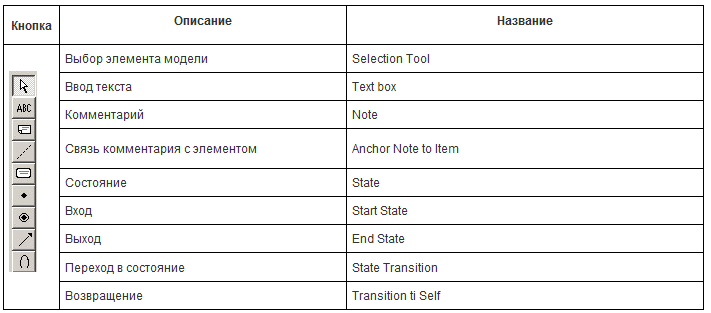 Кнопка Описание Название
Выбор элемента модели Selection Tool
ABC Ввод текста Text box
Комментарий Note
Связь комментария с элементом Anchor Note to Item
Состояние State
Вход Start State
Выход End State
Переход в состояние State Transition
Возвращение Transition ti Self